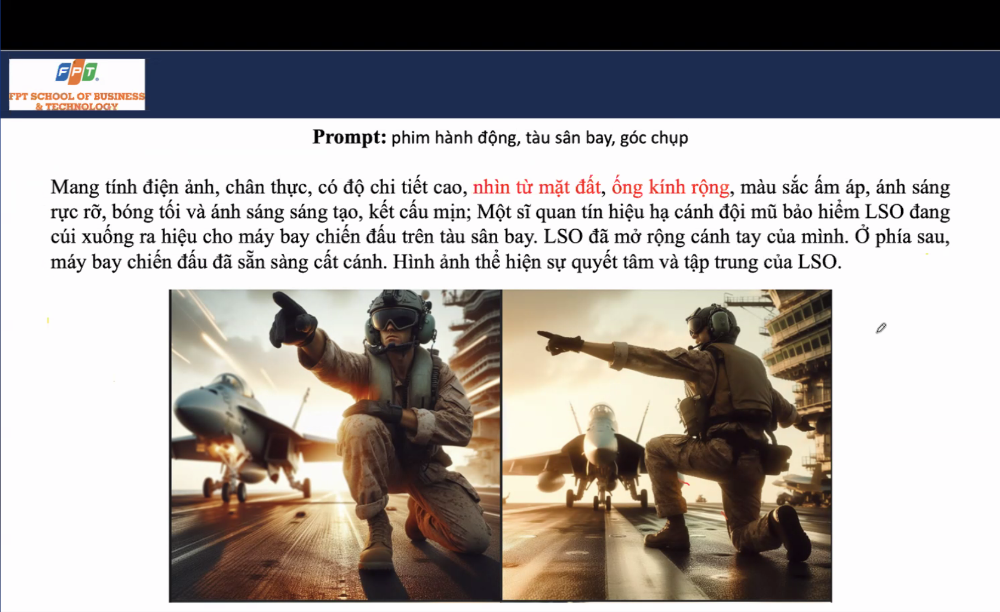 FPT
FPT SCHOOL OF BUSINESS
& TECHNOLOGY
Prompt: phim hành động, tàu sân bay, góc chụp
Mang tính điện ảnh, chân thực, có độ chi tiết cao, nhìn từ mặt đất, ống kính rộng, màu sắc ấm áp, ánh sáng
rực rỡ, bóng tối và ánh sáng sáng tạo, kết cấu mịn; Một sĩ quan tín hiệu hạ cánh đội mũ bảo hiểm LSO đang
cúi xuống ra hiệu cho máy bay chiến đấu trên tàu sân bay. LSO đã mở rộng cánh tay của mình. Ở phía sau,
máy bay chiến đấu đã sẵn sàng cất cánh. Hình ảnh thể hiện sự quyết tâm và tập trung của LSO.